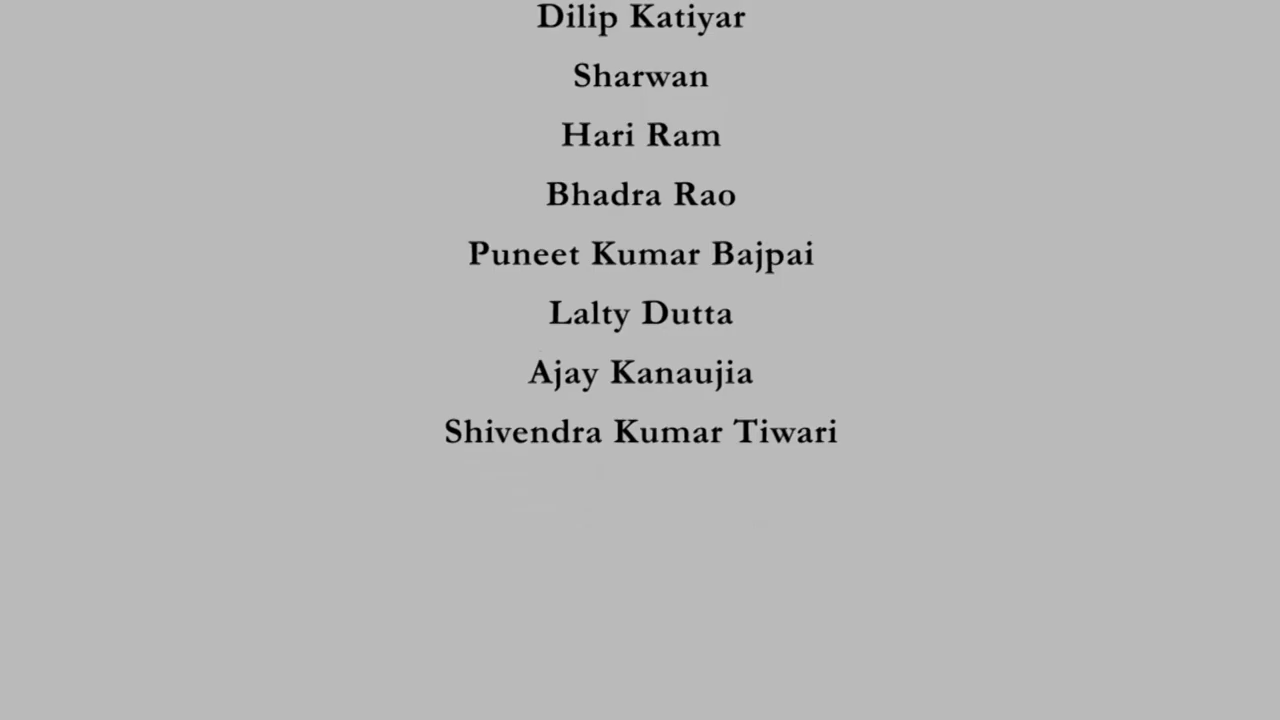 Dilip Katiyar
Sharwan
Hari Ram
Bhadra Rao
Puneet Kumar Bajpai
Lalty Dutta
Ajay Kanaujia
Shivendra Kumar Tiwari